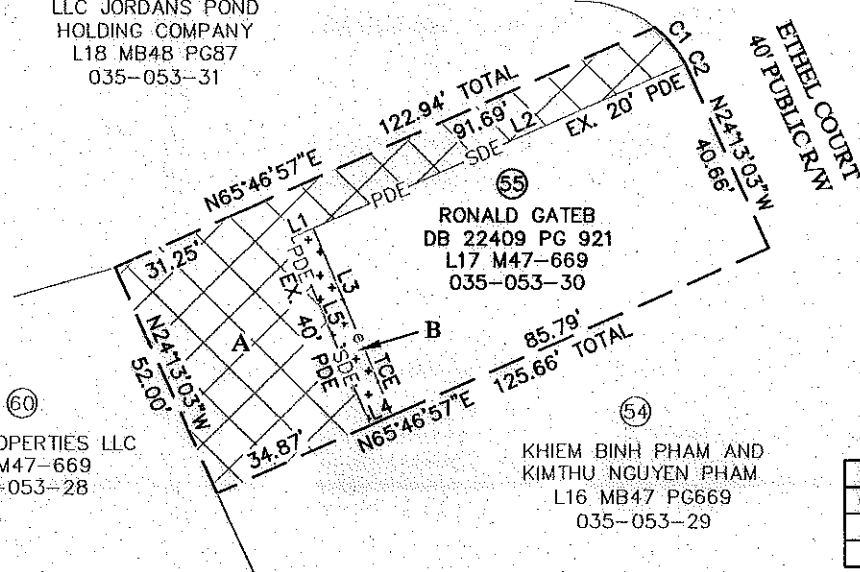 LLC JORDANS POND
HOLDING COMPANY
L18 MB48 PG87
035-053-31
C1 C2
ETHEL COURT
40' PUBLIC R/W
122.94' TOTAL
91.69'
L2
EX. 20' PDE
N65°46'57"E
PDE
SDE
N24°13'03"W
40.66'
55
RONALD GATEB
DB 22409 PG 921
L17 M47-669
035-053-30
L1
31.25'
PDE
EX. 40' PDE
L3
L5
SDE
e
TCE
L4
A
B
N24°13'03"W
52.00'
85.79'
125.66' TOTAL
N65°46'57"E
34.87'
60
OPERTIES LLC
M47-669
-053-28
54
KHIEM BINH PHAM AND
KIMTHU NGUYEN PHAM
L16 MB47 PG669
035-053-29